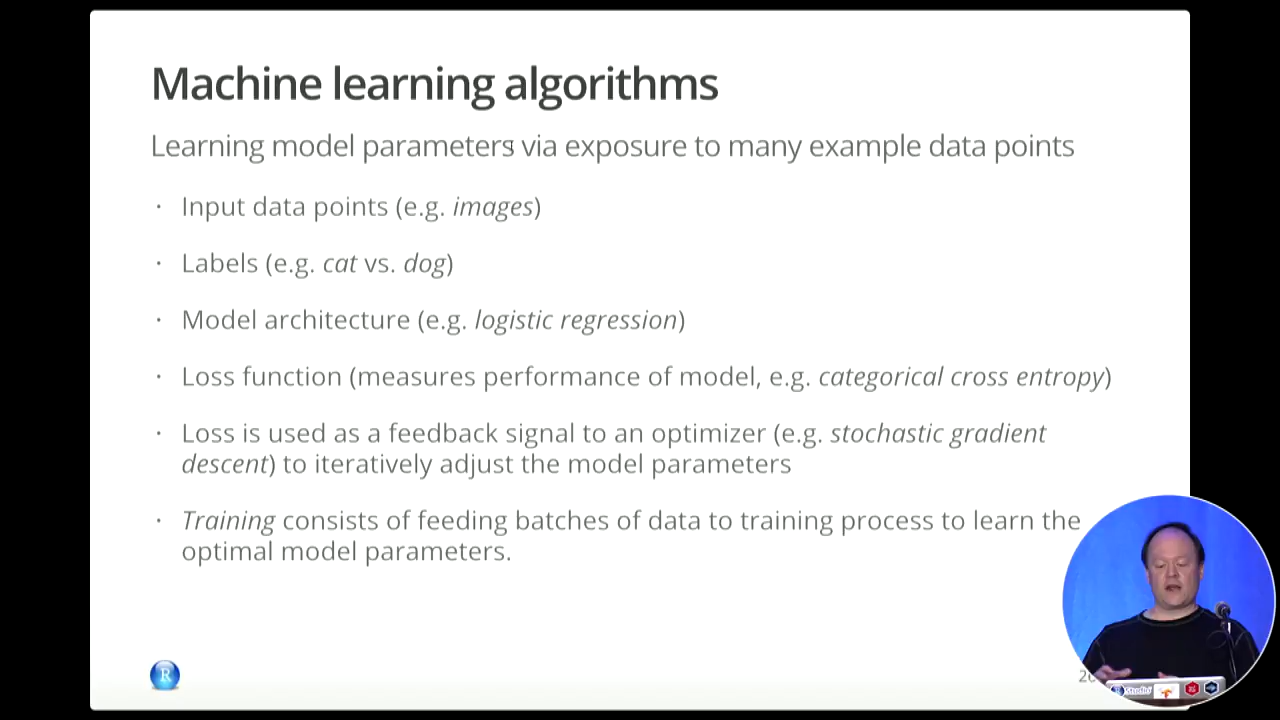 Machine learning algorithms
Learning model parameters via exposure to many example data points
· Input data points (e.g. images)
· Labels (e.g. cat vs. dog)
· Model architecture (e.g. logistic regression)
· Loss function (measures performance of model, e.g. categorical cross entropy)
· Loss is used as a feedback signal to an optimizer (e.g. stochastic gradient
descent) to iteratively adjust the model parameters
· Training consists of feeding batches of data to training process to learn the
optimal model parameters.
R
Studio